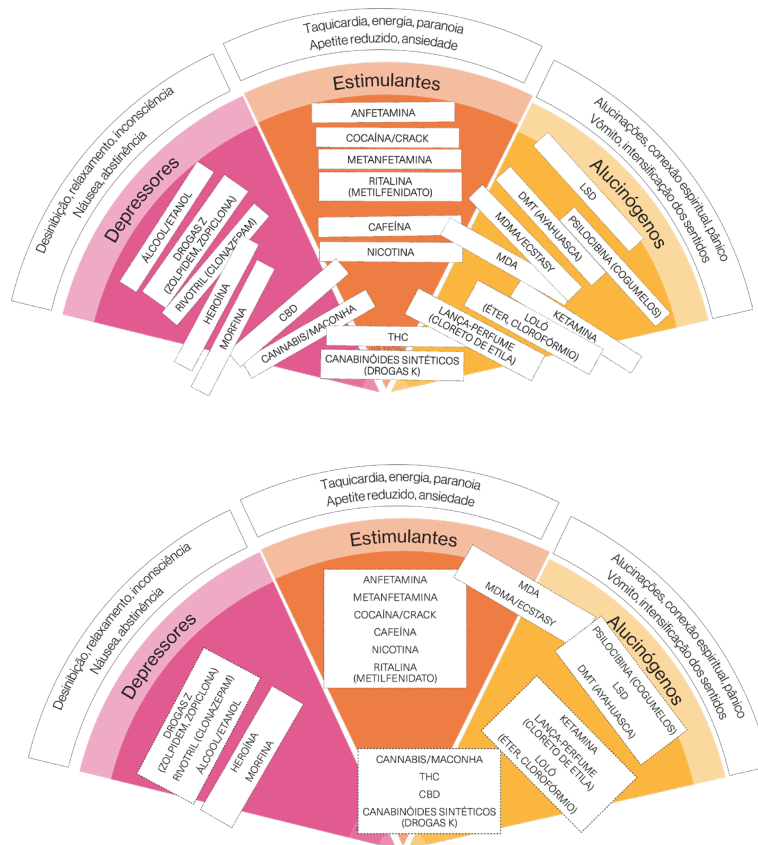 Taquicardia, energia, paranoia
Apetite reduzido, ansiedade
Desinibição, relaxamento, inconsciência
Náusea, abstinência
Alucinações, conexão espiritual, pânico
Vômito, intensificação dos sentidos
Estimulantes
Depressores
Alucinógenos
ANFETAMINA
COCAÍNA/CRACK
METANFETAMINA
RITALINA
(METILFENIDATO)
CAFEÍNA
NICOTINA
ÁLCOOL/ETANOL
DROGAS Z
(ZOLPIDEM, ZOPICLONA)
RIVOTRIL (CLONAZEPAM)
HEROÍNA
MORFINA
CBD
CANNABIS/MACONHA
THC
CANABINÓIDES SINTÉTICOS
(DROGAS K)
LSD
PSILOCIBINA (COGUMELOS)
DMT (AYAHUASCA)
MDMA/ECSTASY
MDA
KETAMINA
LOLÓ
(ÉTER, CLOROFÓRMIO)
LANÇA-PERFUME
(CLORETO DE ETILA)
Taquicardia, energia, paranoia
Apetite reduzido, ansiedade
Desinibição, relaxamento, inconsciência
Náusea, abstinência
Alucinações, conexão espiritual, pânico
Vômito, intensificação dos sentidos
Estimulantes
Depressores
Alucinógenos
ANFETAMINA
METANFETAMINA
COCAÍNA/CRACK
CAFEÍNA
NICOTINA
RITALINA
(METILFENIDATO)
MDA
MDMA/ECSTASY
PSILOCIBINA (COGUMELOS)
LSD
DMT (AYAHUASCA)
KETAMINA
LANÇA-PERFUME
(CLORETO DE ETILA)
LOLÓ
(ÉTER, CLOROFÓRMIO)
DROGAS Z
(ZOLPIDEM, ZOPICLONA)
RIVOTRIL (CLONAZEPAM)
ÁLCOOL/ETANOL
HEROÍNA
MORFINA
CANNABIS/MACONHA
THC
CBD
CANABINÓIDES SINTÉTICOS
(DROGAS K)